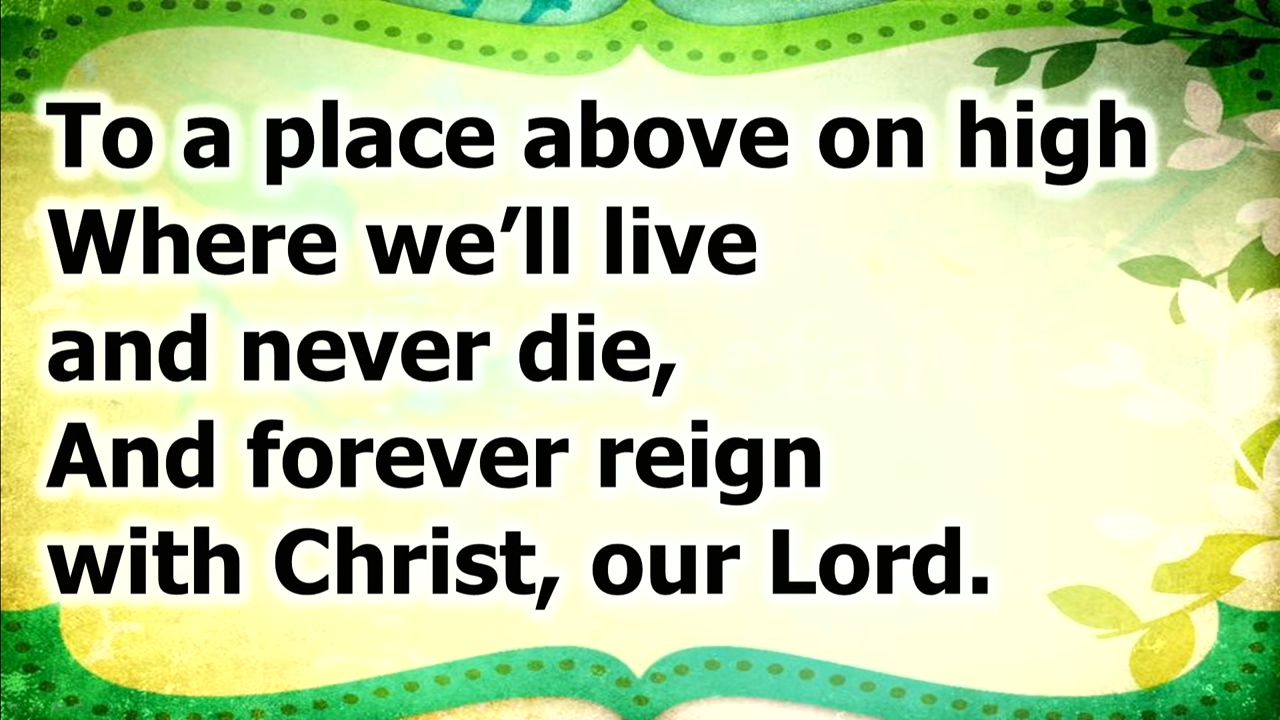 To a place above on high
Where we’ll live
and never die,
And forever reign
with Christ, our Lord.